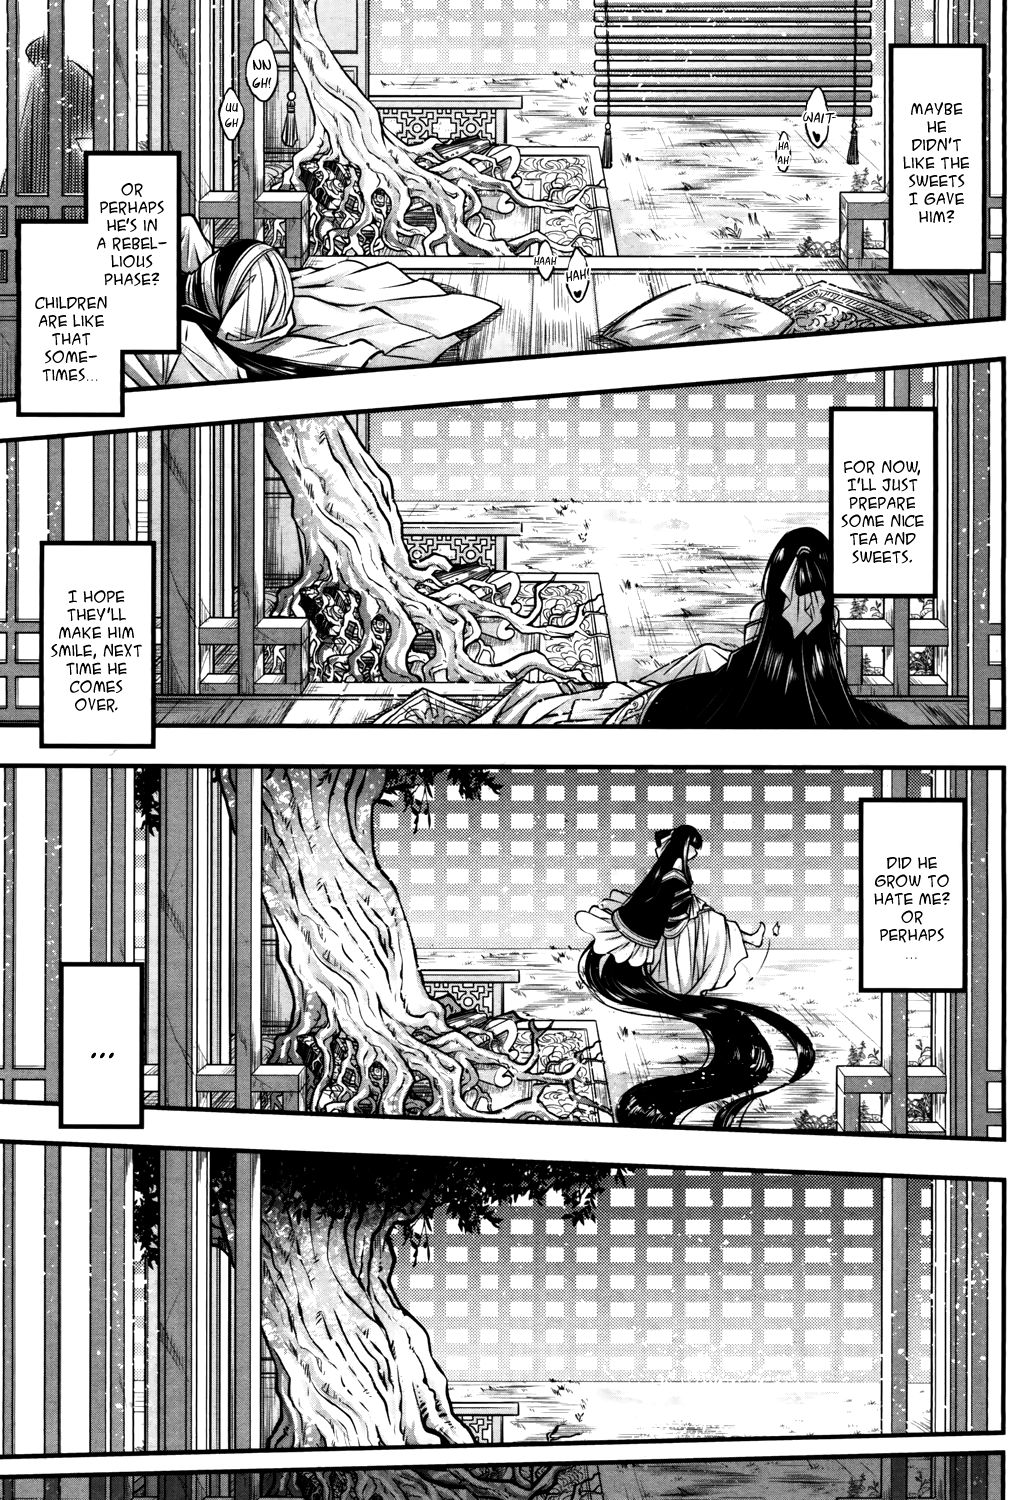 MAYBE
HE
DIDN'T
LIKE THE
SWEETS
I GAVE
HIM?
WAIT-
HA
AH
NN
GH!
UU
GH
HAH!
HAAH
OR
PERHAPS
HE'S IN
A REBEL-
LIOUS
PHASE?
CHILDREN
ARE LIKE
THAT
SOME-
TIMES...
FOR NOW,
I'LL JUST
PREPARE
SOME NICE
TEA AND
SWEETS.
I HOPE
THEY'LL
MAKE HIM
SMILE, NEXT
TIME HE
COMES
OVER.
DID HE
GROW TO
HATE ME?
OR
PERHAPS
...
...